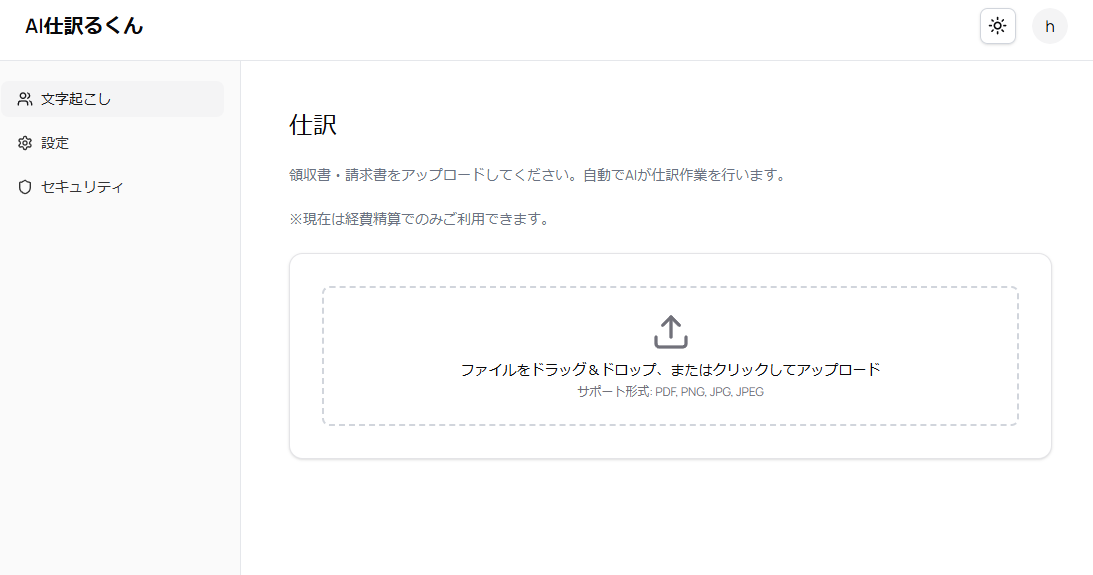 AI仕訳るくん
h
文字起こし
設定
セキュリティ
仕訳
領収書・請求書をアップロードしてください。自動でAIが仕訳作業を行います。
※現在は経費精算でのみご利用できます。
ファイルをドラッグ＆ドロップ、またはクリックしてアップロード
サポート形式: PDF, PNG, JPG, JPEG